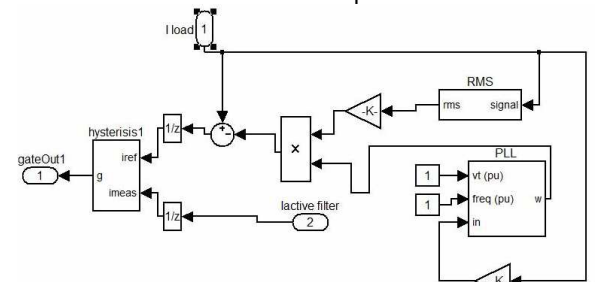 I load 1
RMS
-K-
rms signal
hysterisis1
1/z
+-
×
PLL
gateOut1
iref
1 vt (pu)
1
g
1 freq (pu) w
imeas
Iactive filter
in
1/z
2
K